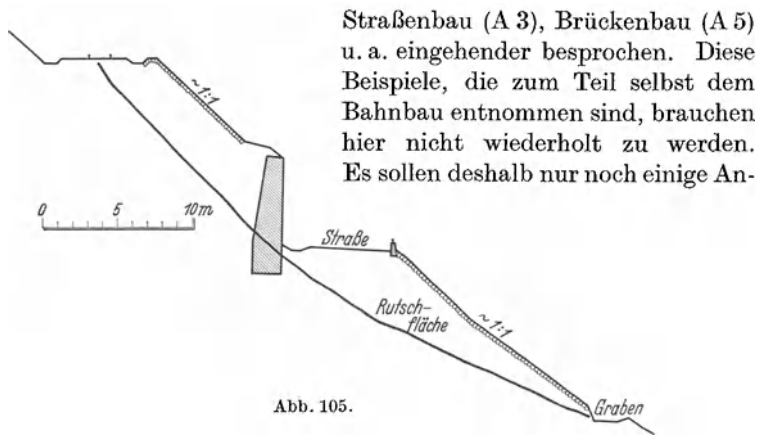 Straßenbau (A 3), Brückenbau (A 5)
u. a. eingehender besprochen. Diese
Beispiele, die zum Teil selbst dem
Bahnbau entnommen sind, brauchen
hier nicht wiederholt zu werden.
Es sollen deshalb nur noch einige An-
~1:1
0 5 10m
Straße
Rutsch-
fläche
~1:1
Graben
Abb. 105.